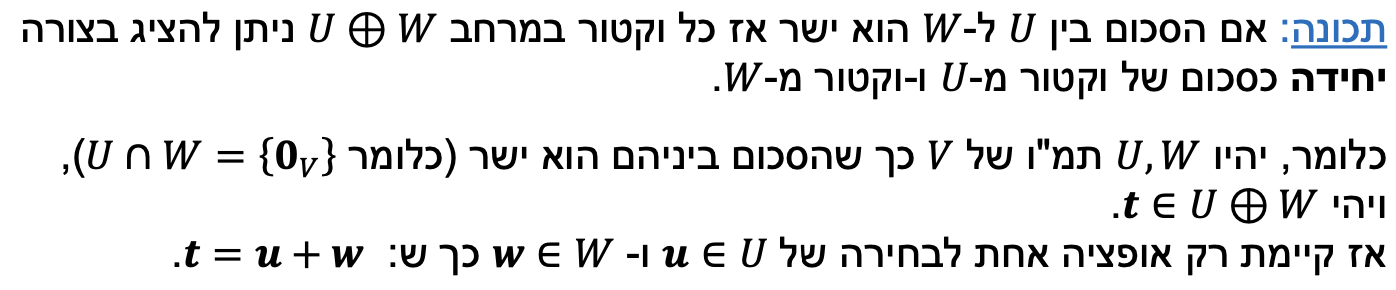 תכונה: אם הסכום בין U ל-W הוא ישר אז כל וקטור במרחב U ⊕ W ניתן להציג בצורה
יחידה כסכום של וקטור מ-U ו-וקטור מ-W.
כלומר, יהיו U, W תמ"ו של V כך שהסכום ביניהם הוא ישר (כלומר U ∩ W = {0_V}),
ויהי t ∈ U ⊕ W.
אז קיימת רק אופציה אחת לבחירה של u ∈ U ו- w ∈ W כך ש: t = u + w.